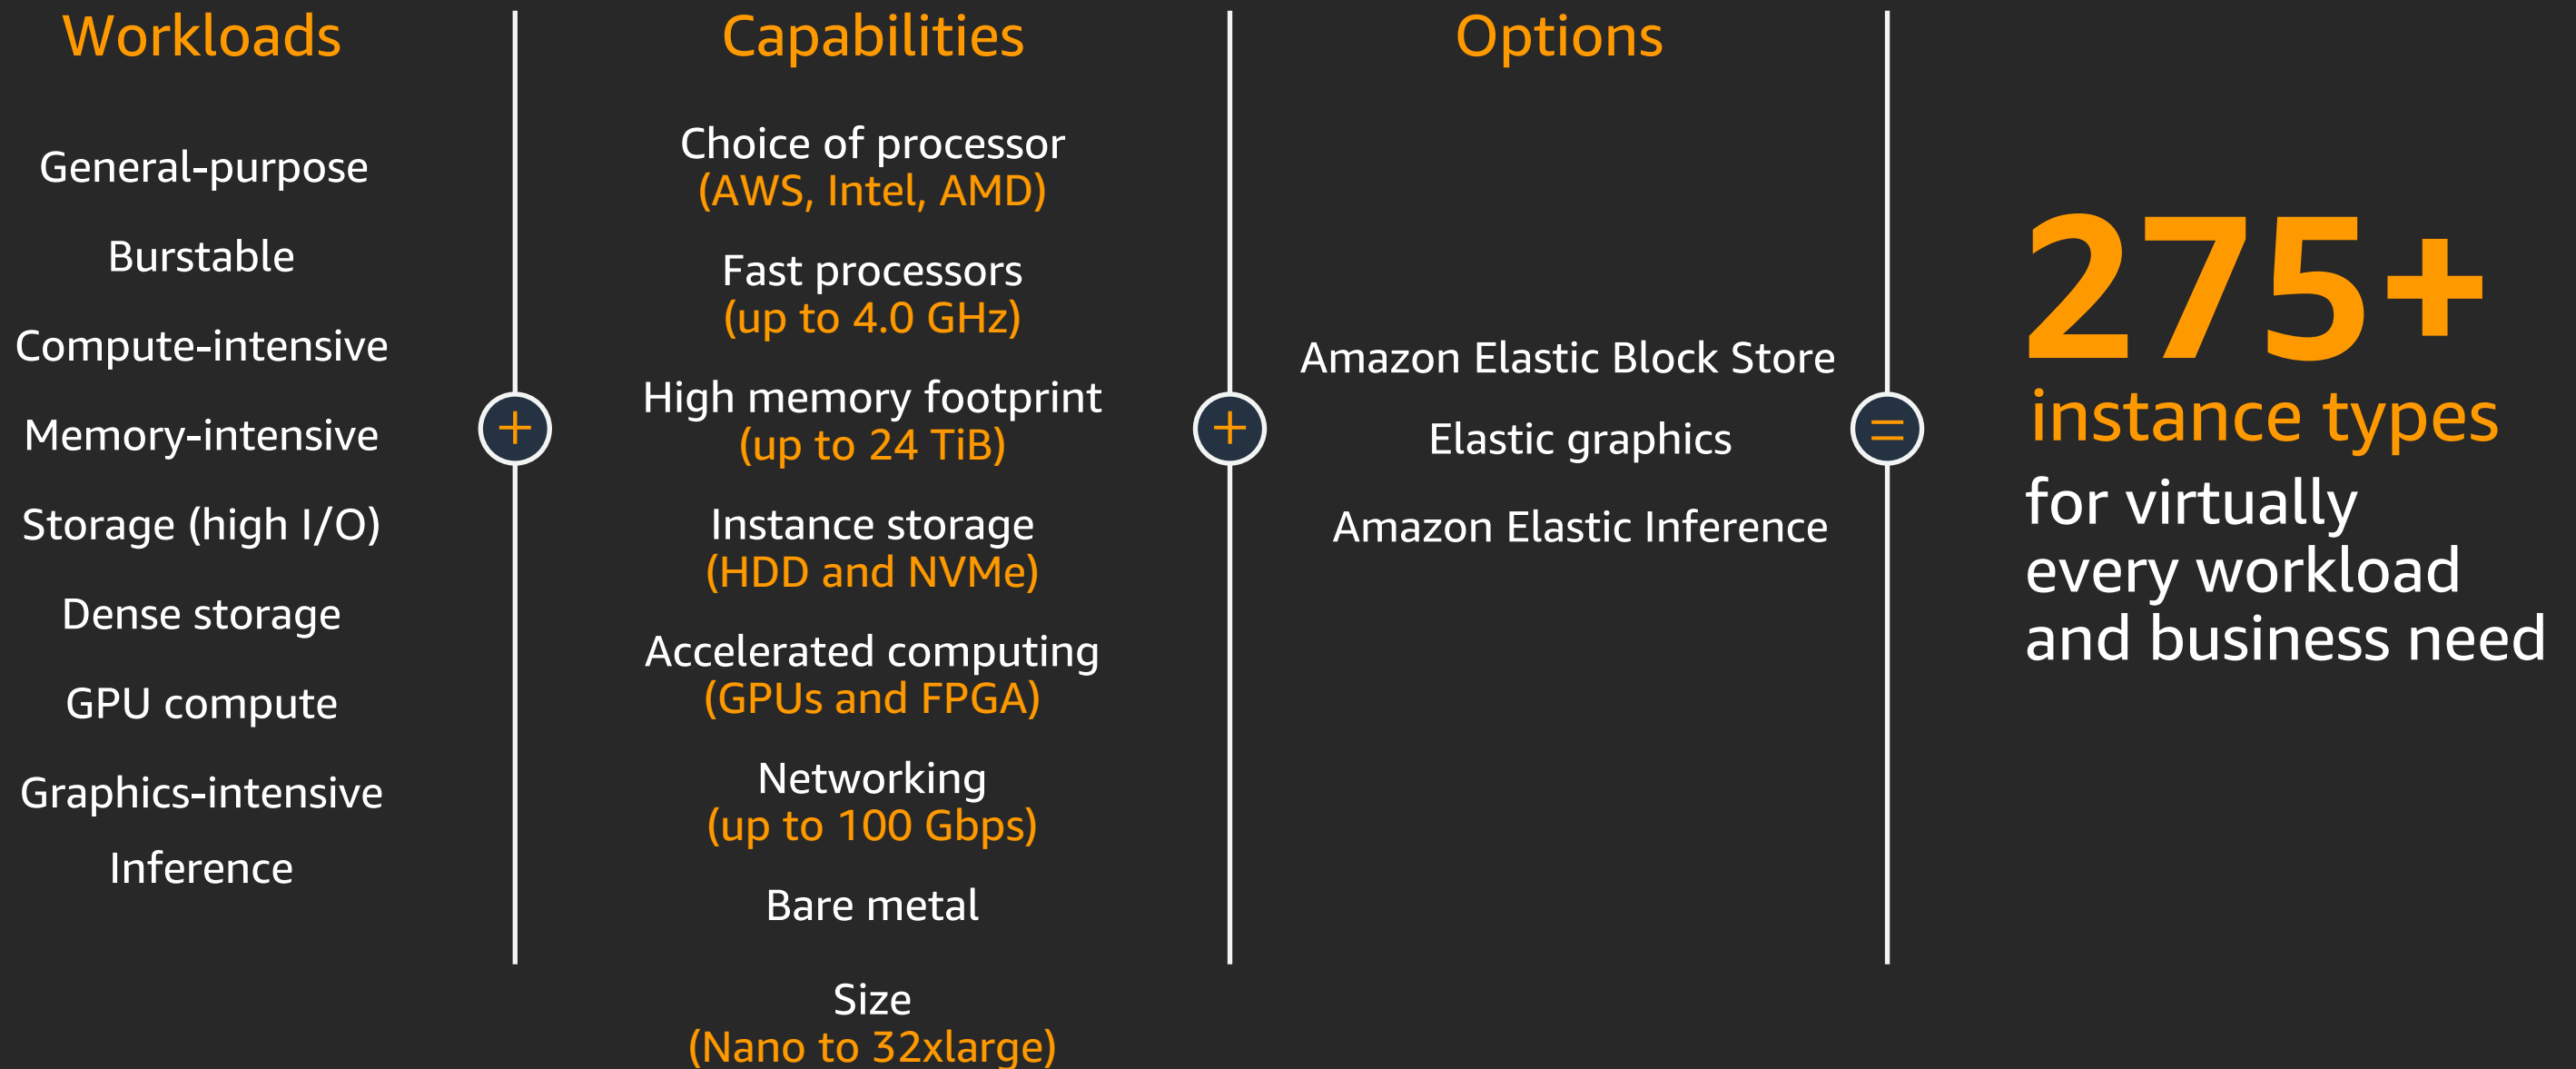 Workloads
General-purpose
Burstable
Compute-intensive
Memory-intensive
Storage (high I/O)
Dense storage
GPU compute
Graphics-intensive
Inference
+
Capabilities
Choice of processor
(AWS, Intel, AMD)
Fast processors
(up to 4.0 GHz)
High memory footprint
(up to 24 TiB)
Instance storage
(HDD and NVMe)
Accelerated computing
(GPUs and FPGA)
Networking
(up to 100 Gbps)
Bare metal
Size
(Nano to 32xlarge)
+
Options
Amazon Elastic Block Store
Elastic graphics
Amazon Elastic Inference
=
275+
instance types
for virtually
every workload
and business need